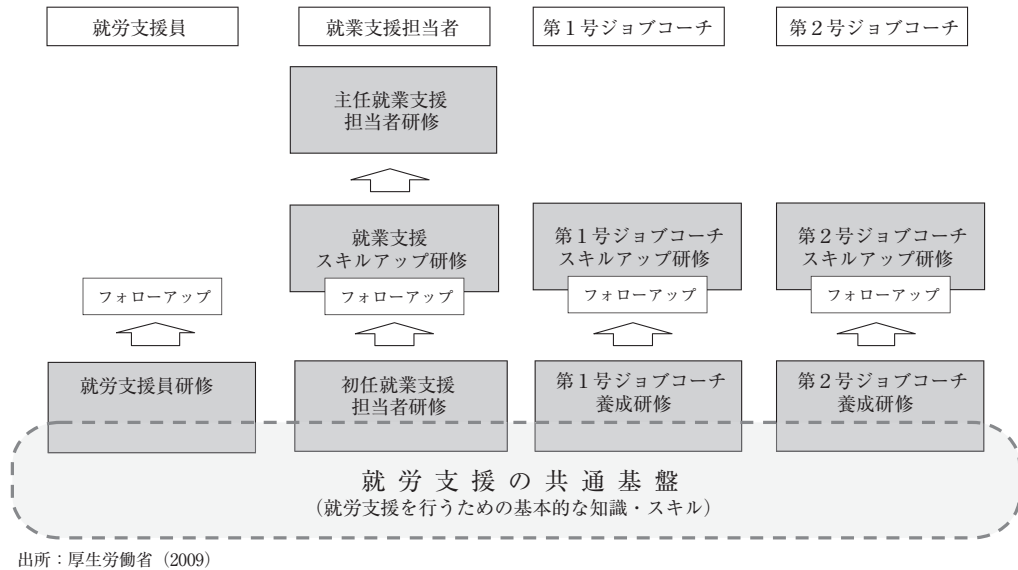 就労支援員
就業支援担当者
第1号ジョブコーチ
第2号ジョブコーチ
主任就業支援
担当者研修
就業支援
スキルアップ研修
第1号ジョブコーチ
スキルアップ研修
第2号ジョブコーチ
スキルアップ研修
フォローアップ
フォローアップ
フォローアップ
フォローアップ
就労支援員研修
初任就業支援
担当者研修
第1号ジョブコーチ
養成研修
第2号ジョブコーチ
養成研修
就労支援の共通基盤
(就労支援を行うための基本的な知識・スキル)
出所:厚生労働省(2009)